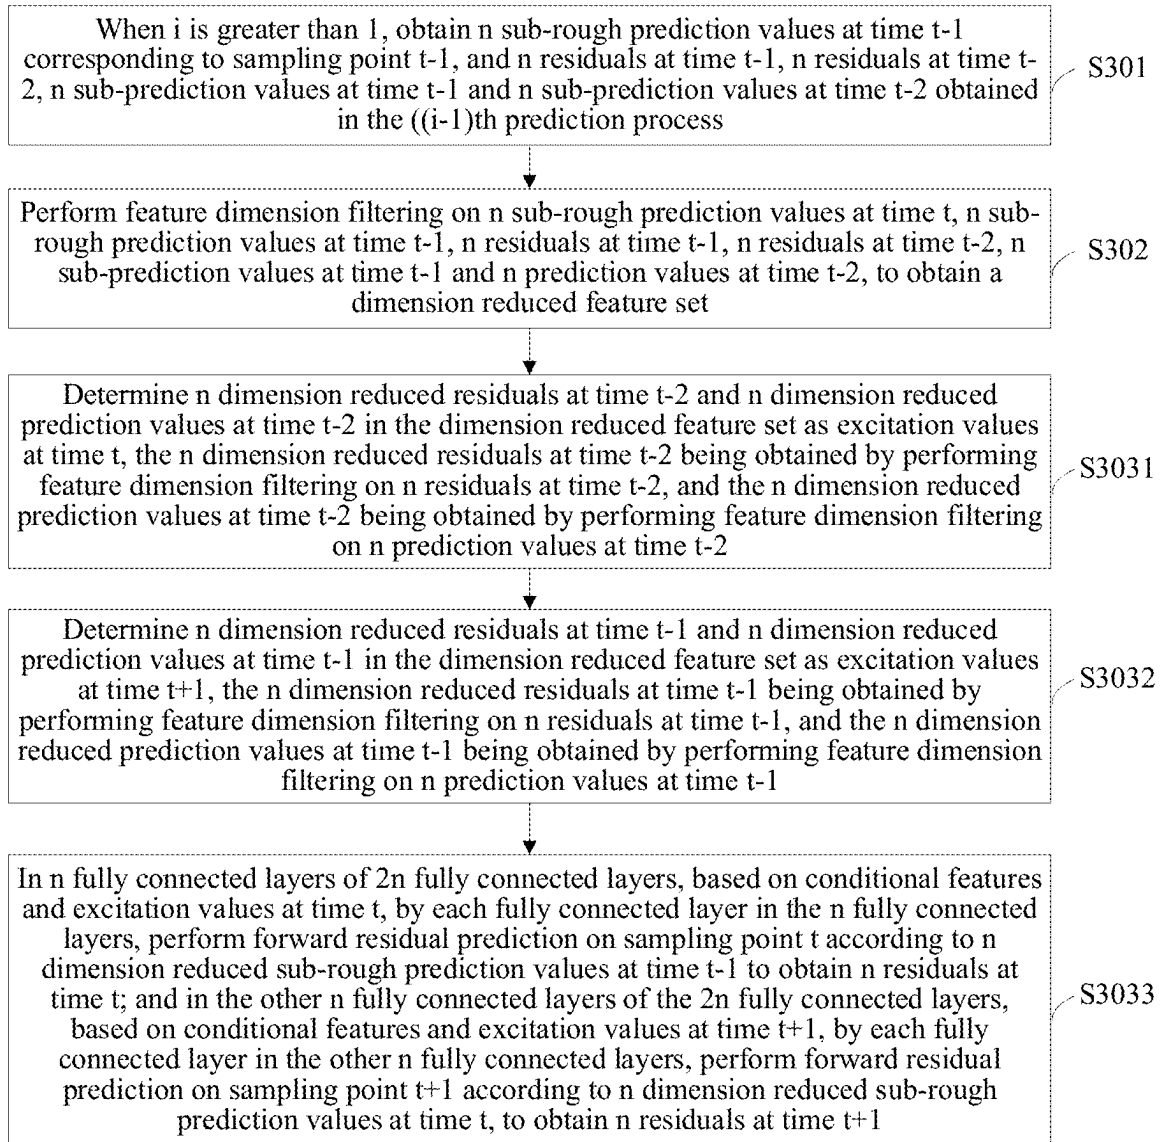 When i is greater than 1, obtain n sub-rough prediction values at time t-1
corresponding to sampling point t-1, and n residuals at time t-1, n residuals at time t-
2, n sub-prediction values at time t-1 and n sub-prediction values at time t-2 obtained
in the ((i-1)th prediction process
S301
Perform feature dimension filtering on n sub-rough prediction values at time t, n sub-
rough prediction values at time t-1, n residuals at time t-1, n residuals at time t-2, n
sub-prediction values at time t-1 and n prediction values at time t-2, to obtain a
dimension reduced feature set
S302
Determine n dimension reduced residuals at time t-2 and n dimension reduced
prediction values at time t-2 in the dimension reduced feature set as excitation values
at time t, the n dimension reduced residuals at time t-2 being obtained by performing
feature dimension filtering on n residuals at time t-2, and the n dimension reduced
prediction values at time t-2 being obtained by performing feature dimension filtering
on n prediction values at time t-2
S3031
Determine n dimension reduced residuals at time t-1 and n dimension reduced
prediction values at time t-1 in the dimension reduced feature set as excitation values
at time t+1, the n dimension reduced residuals at time t-1 being obtained by
performing feature dimension filtering on n residuals at time t-1, and the n dimension
reduced prediction values at time t-1 being obtained by performing feature dimension
filtering on n prediction values at time t-1
S3032
In n fully connected layers of 2n fully connected layers, based on conditional features
and excitation values at time t, by each fully connected layer in the n fully connected
layers, perform forward residual prediction on sampling point t according to n
dimension reduced sub-rough prediction values at time t-1 to obtain n residuals at
time t; and in the other n fully connected layers of the 2n fully connected layers,
based on conditional features and excitation values at time t+1, by each fully
connected layer in the other n fully connected layers, perform forward residual
prediction on sampling point t+1 according to n dimension reduced sub-rough
prediction values at time t, to obtain n residuals at time t+1
S3033